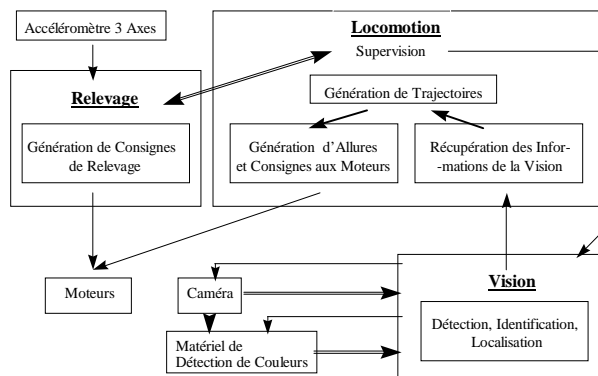 Accéléromètre 3 Axes
Locomotion
Supervision
Relevage
Génération de Trajectoires
Génération de Consignes
de Relevage
Génération d'Allures
et Consignes aux Moteurs
Récupération des Infor-
-mations de la Vision
Moteurs
Caméra
Vision
Matériel de
Détection de Couleurs
Détection, Identification,
Localisation